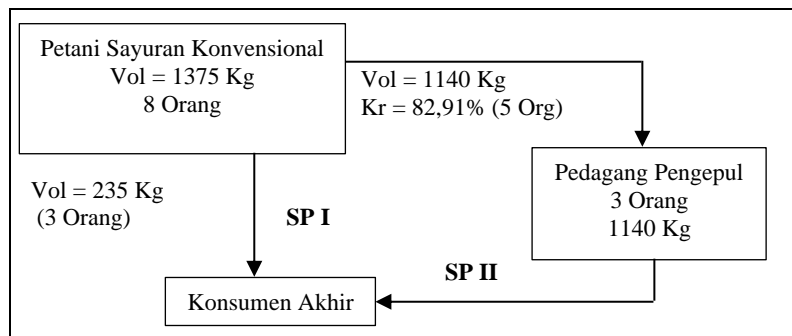 Petani Sayuran Konvensional
Vol = 1375 Kg
8 Orang
Vol = 1140 Kg
Kr = 82,91% (5 Org)
Vol = 235 Kg
(3 Orang)
SP I
Pedagang Pengepul
3 Orang
1140 Kg
SP II
Konsumen Akhir